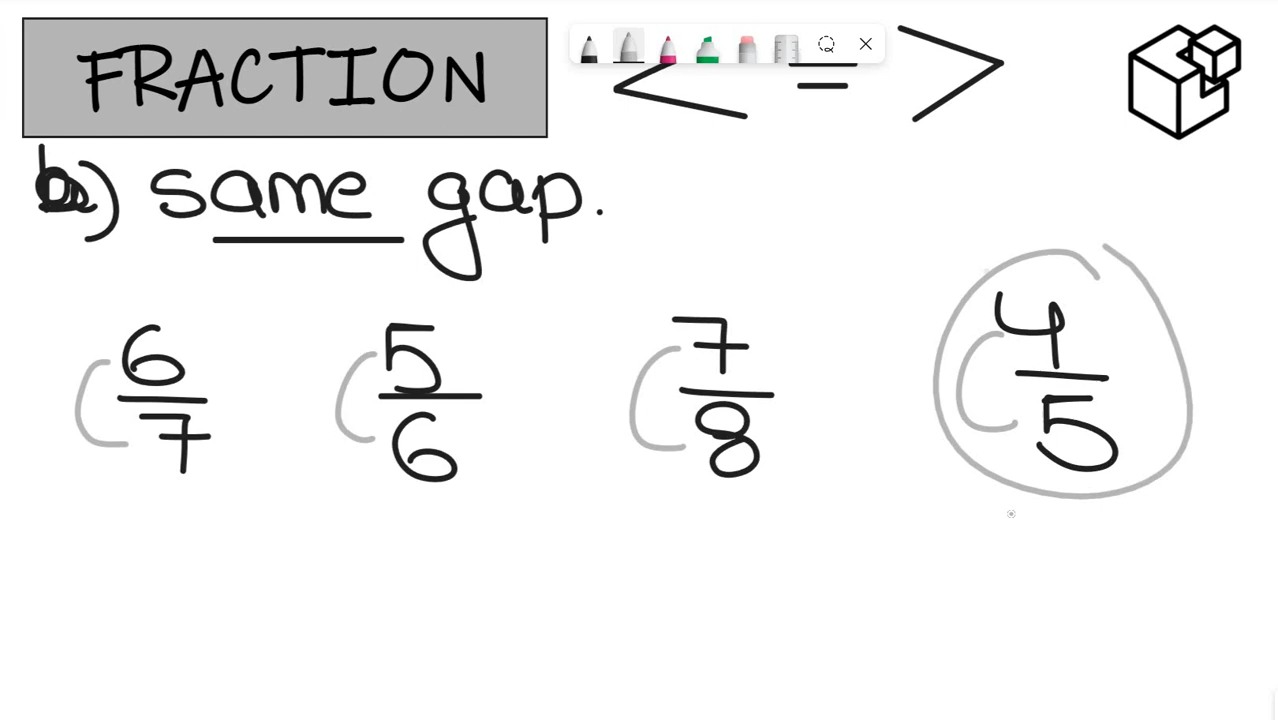 FRACTION < = >
b) same gap.
6/7 5/6 7/8 4/5